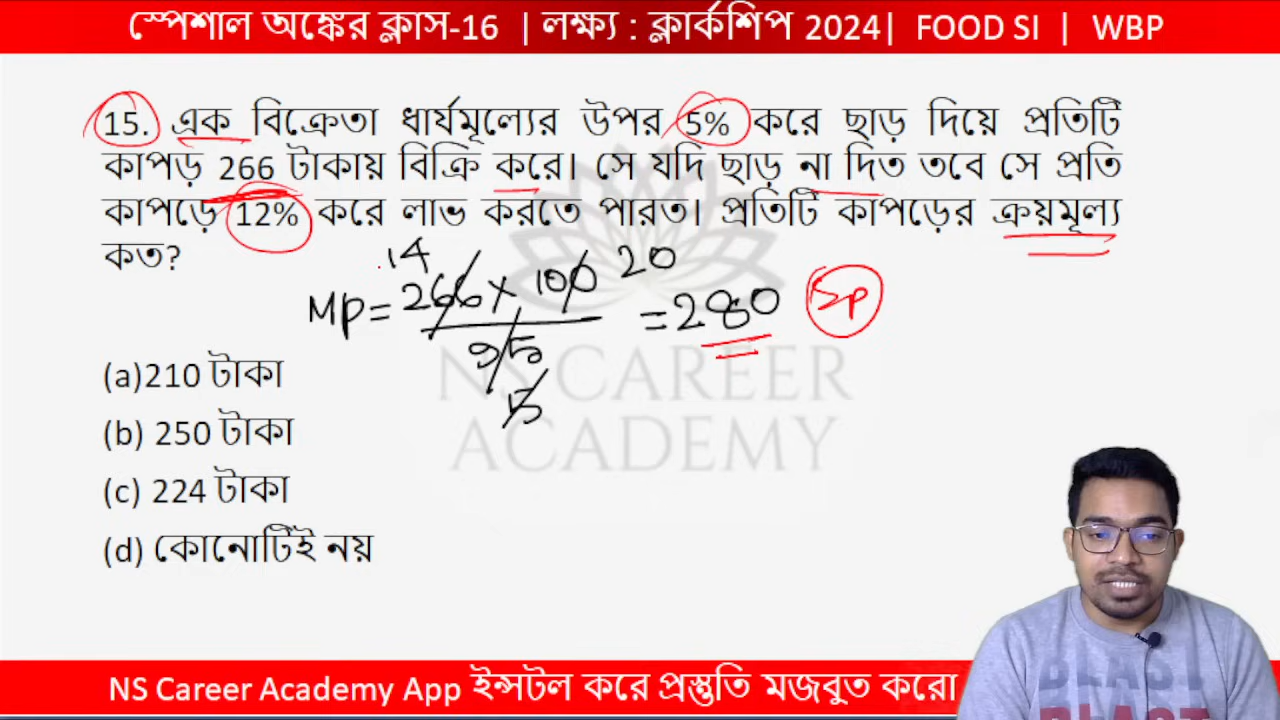 স্পেশাল অঙ্কের ক্লাস-16 | লক্ষ্য : ক্লার্কশিপ 2024| FOOD SI | WBP
15. এক বিক্রেতা ধার্যমূল্যের উপর 5% করে ছাড় দিয়ে প্রতিটি
কাপড় 266 টাকায় বিক্রি করে। সে যদি ছাড় না দিত তবে সে প্রতি
কাপড়ে 12% করে লাভ করতে পারত। প্রতিটি কাপড়ের ক্রয়মূল্য
কত?
14 20
MP = 266 × 100 = 280 SP
95
(a)210 টাকা
(b) 250 টাকা
(c) 224 টাকা
(d) কোনোটিই নয়
NS CAREER
ACADEMY
BLAST
BLAST
NS Career Academy App ইন্সটল করে প্রস্তুতি মজবুত করো